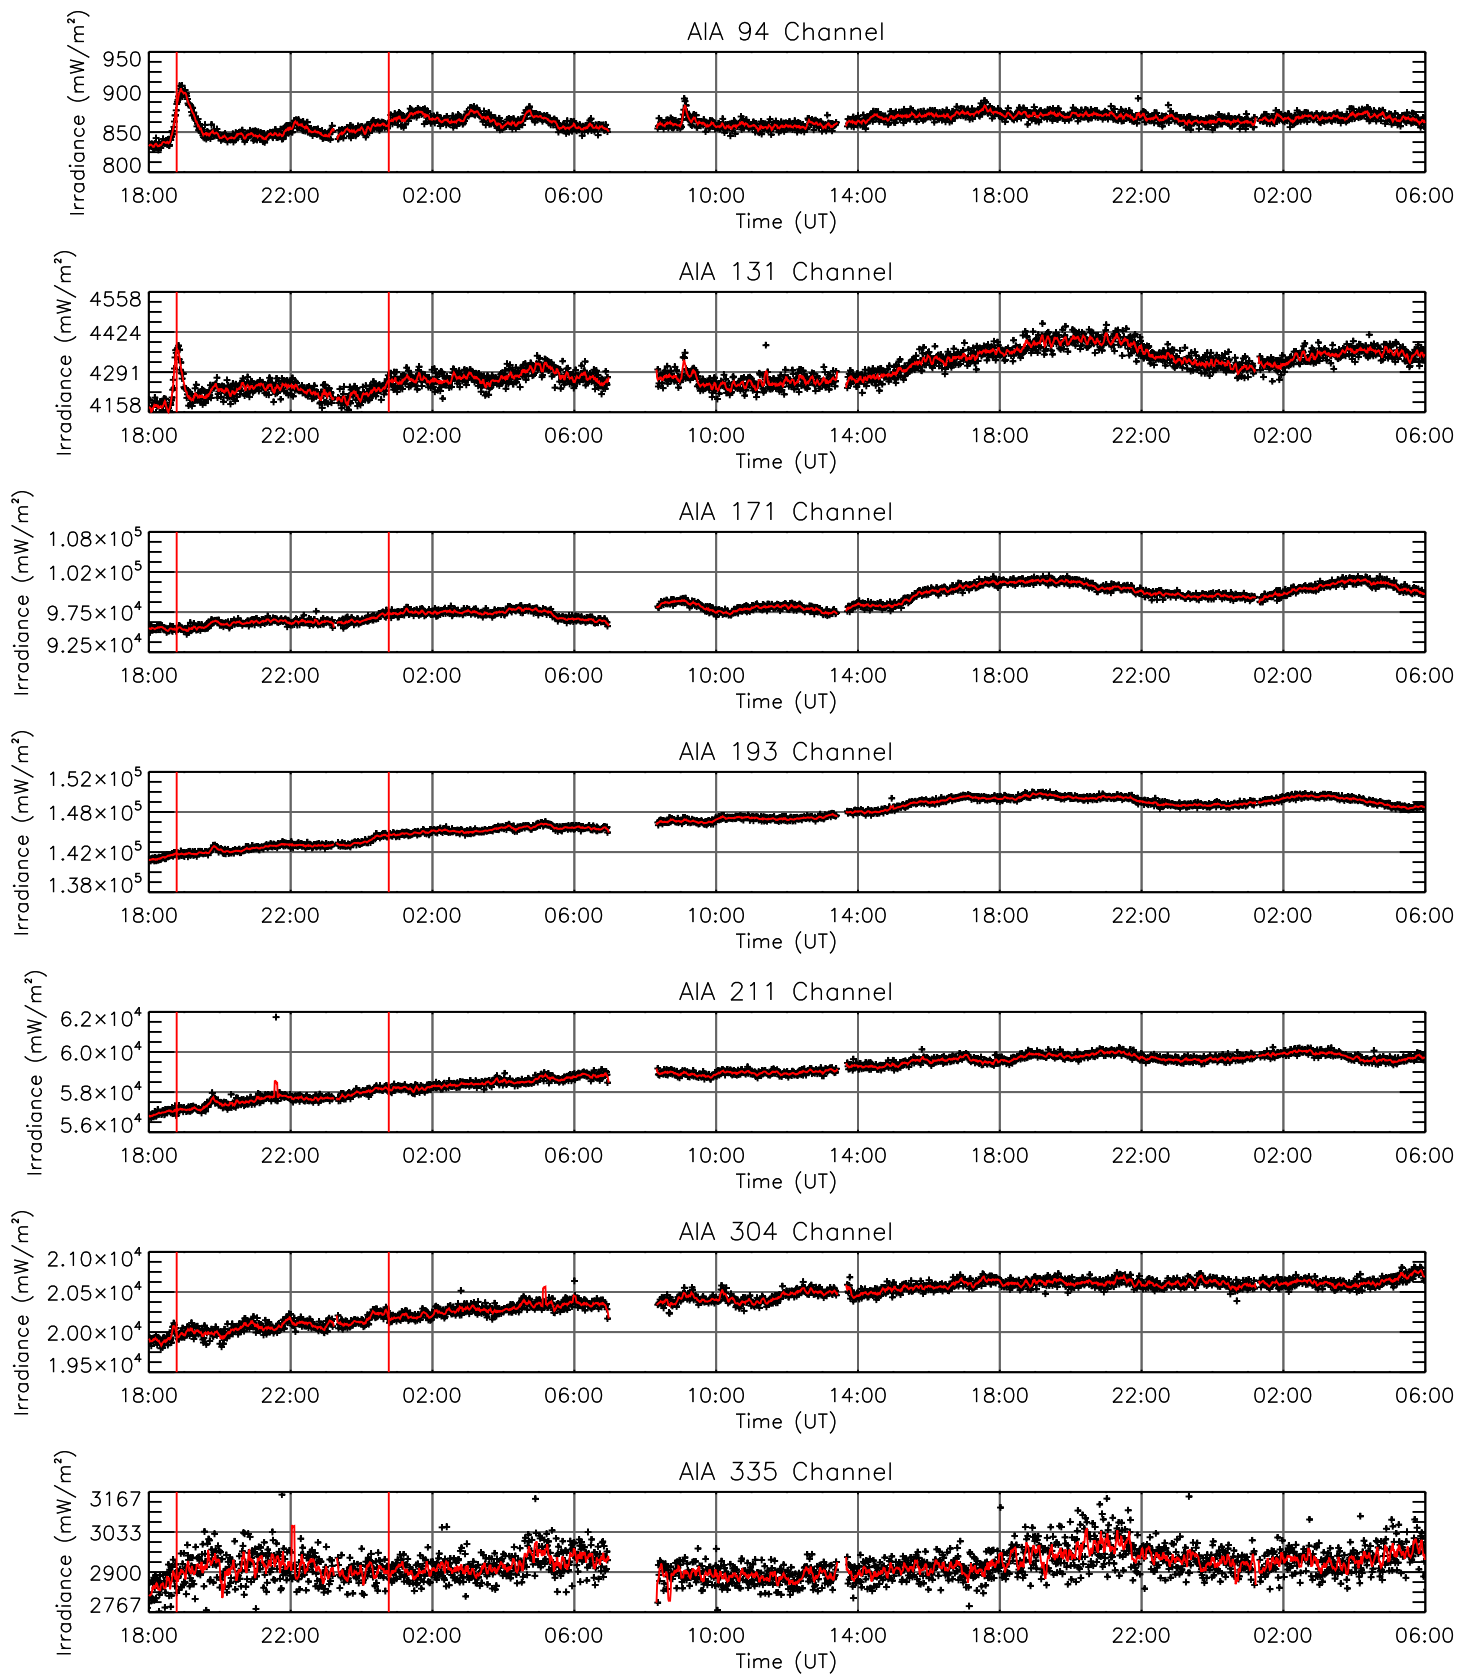 AIA 94 Channel
Irradiance (mW/m²)
950
900
850
800
18:00 22:00 02:00 06:00 10:00 14:00 18:00 22:00 02:00 06:00
Time (UT)
AIA 131 Channel
Irradiance (mW/m²)
4558
4424
4291
4158
18:00 22:00 02:00 06:00 10:00 14:00 18:00 22:00 02:00 06:00
Time (UT)
AIA 171 Channel
Irradiance (mW/m²)
1.08×10⁵
1.02×10⁵
9.75×10⁴
9.25×10⁴
18:00 22:00 02:00 06:00 10:00 14:00 18:00 22:00 02:00 06:00
Time (UT)
AIA 193 Channel
Irradiance (mW/m²)
1.52×10⁵
1.48×10⁵
1.42×10⁵
1.38×10⁵
18:00 22:00 02:00 06:00 10:00 14:00 18:00 22:00 02:00 06:00
Time (UT)
AIA 211 Channel
Irradiance (mW/m²)
6.2×10⁴
6.0×10⁴
5.8×10⁴
5.6×10⁴
18:00 22:00 02:00 06:00 10:00 14:00 18:00 22:00 02:00 06:00
Time (UT)
AIA 304 Channel
Irradiance (mW/m²)
2.10×10⁴
2.05×10⁴
2.00×10⁴
1.95×10⁴
18:00 22:00 02:00 06:00 10:00 14:00 18:00 22:00 02:00 06:00
Time (UT)
AIA 335 Channel
Irradiance (mW/m²)
3167
3033
2900
2767
18:00 22:00 02:00 06:00 10:00 14:00 18:00 22:00 02:00 06:00
Time (UT)